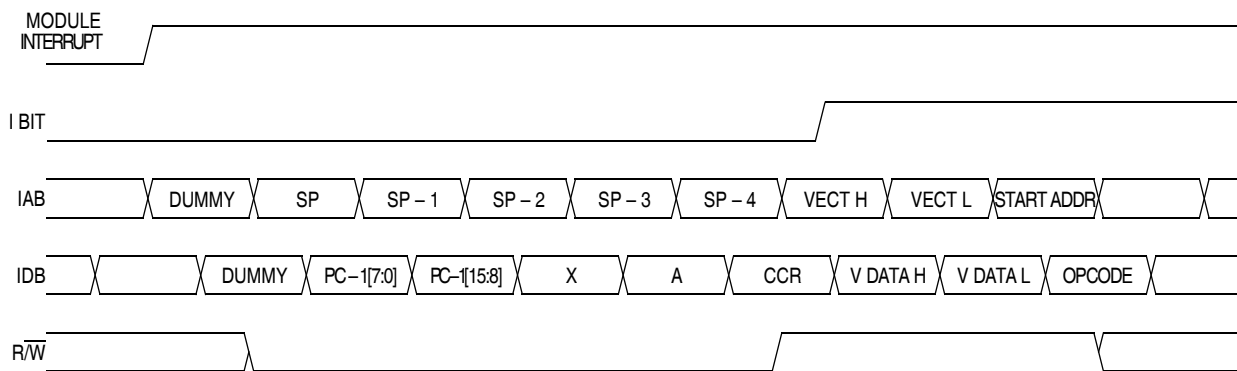 MODULE
INTERRUPT
I BIT
IAB DUMMY SP SP – 1 SP – 2 SP – 3 SP – 4 VECT H VECT L START ADDR
IDB DUMMY PC – 1[7:0] PC–1[15:8] X A CCR V DATA H V DATA L OPCODE
R/W̅